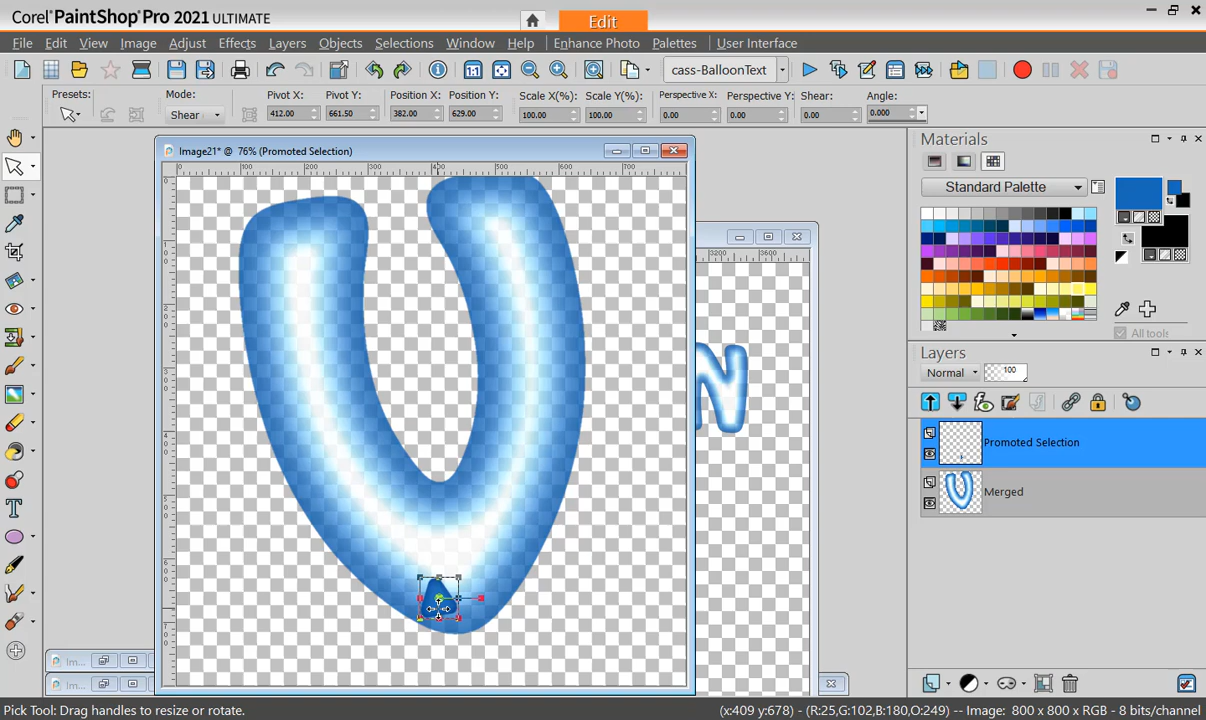 Corel® PaintShop® Pro 2021 ULTIMATE
Edit
File Edit View Image Adjust Effects Layers Objects Selections Window Help Enhance Photo Palettes User Interface
cass-BalloonText
Presets: Mode: Pivot X: Pivot Y: Position X: Position Y: Scale X(%): Scale Y(%): Perspective X: Perspective Y: Shear: Angle:
Shear 412.00 661.50 382.00 629.00 100.00 100.00 0.00 0.00 0.00 0.000
Materials
Image21* @ 76% (Promoted Selection)
Standard Palette
3200 3600
All tools
Layers
Normal 100
Promoted Selection
Merged
N
Im...
Im...
Pick Tool: Drag handles to resize or rotate.
(x:409 y:678) - (R:25,G:102,B:180,O:249) -- Image: 800 x 800 x RGB - 8 bits/channel